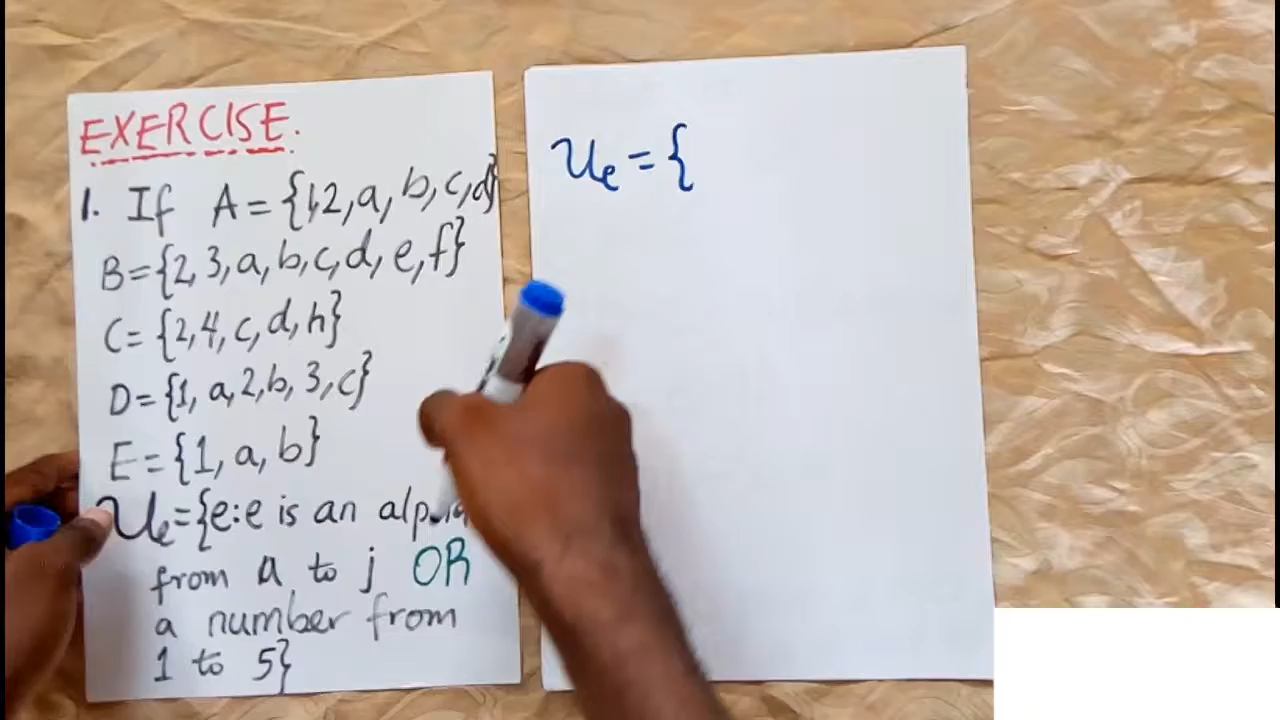 EXERCISE.
1. If A = {1,2, a, b, c, d}
B = {2, 3, a, b, c, d, e, f}
C = {2, 4, c, d, h}
D = {1, a, 2, b, 3, c}
E = {1, a, b}
𝒰e = {e: e is an
from a to j OR
a number from
1 to 5}
𝒰e = {